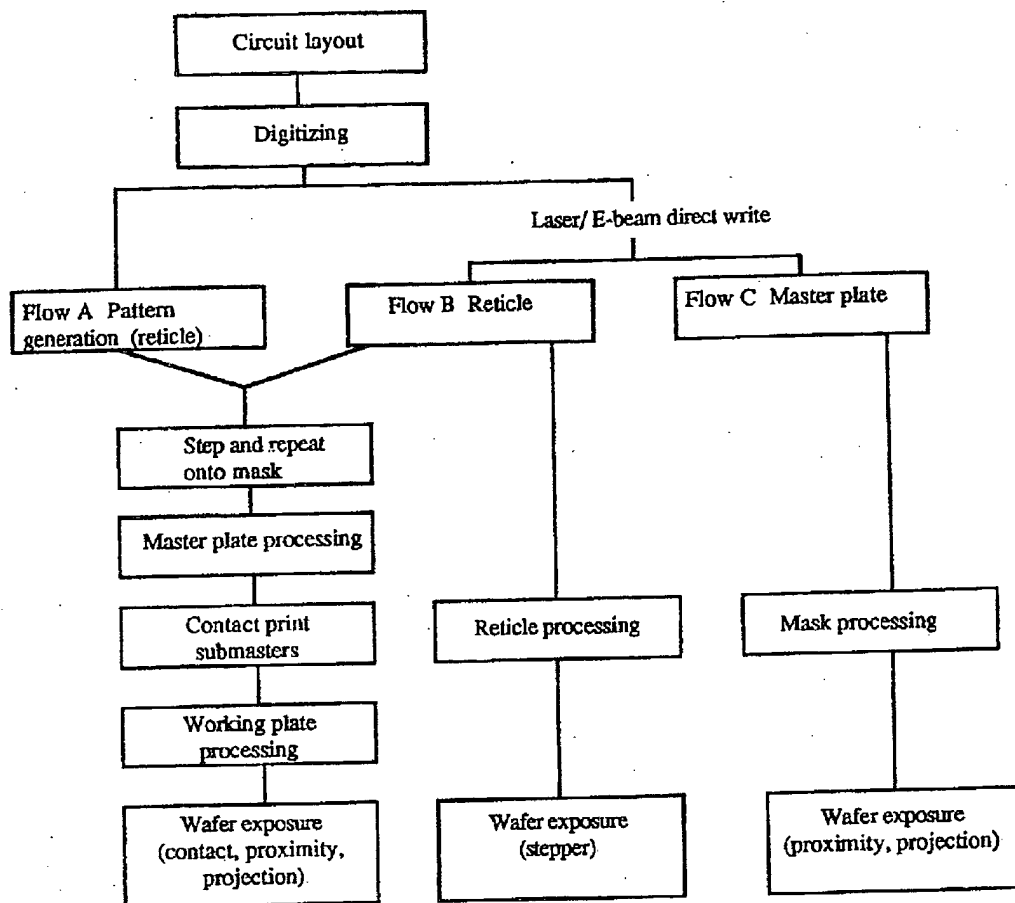 Circuit layout
Digitizing
Laser/ E-beam direct write
Flow A Pattern
generation (reticle)
Flow B Reticle
Flow C Master plate
Step and repeat
onto mask
Master plate processing
Contact print
submasters
Reticle processing
Mask processing
Working plate
processing
Wafer exposure
(contact, proximity,
projection)
Wafer exposure
(stepper)
Wafer exposure
(proximity, projection)